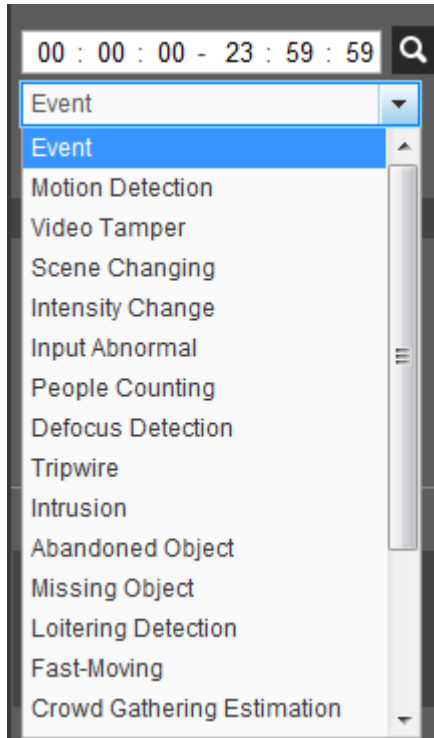 00 : 00 : 00 - 23 : 59 : 59
Event
Event
Motion Detection
Video Tamper
Scene Changing
Intensity Change
Input Abnormal
People Counting
Defocus Detection
Tripwire
Intrusion
Abandoned Object
Missing Object
Loitering Detection
Fast-Moving
Crowd Gathering Estimation